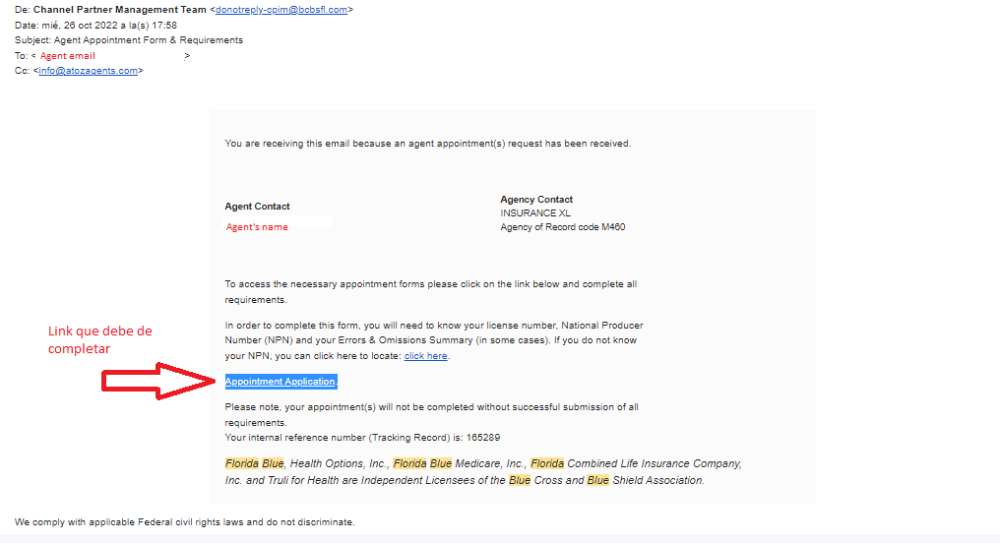 De: Channel Partner Management Team <donotreply-cpim@bcbsfl.com>
Date: mié, 26 oct 2022 a la(s) 17:58
Subject: Agent Appointment Form & Requirements
To: < Agent email >
Cc: <info@atozagents.com>
You are receiving this email because an agent appointment(s) request has been received.
Agent Contact
Agent's name
Agency Contact
INSURANCE XL
Agency of Record code M460
To access the necessary appointment forms please click on the link below and complete all
requirements.
In order to complete this form, you will need to know your license number, National Producer
Number (NPN) and your Errors & Omissions Summary (in some cases). If you do not know
your NPN, you can click here to locate: click here.
Link que debe de
completar
Appointment Application.
Please note, your appointment(s) will not be completed without successful submission of all
requirements.
Your internal reference number (Tracking Record) is: 165289
Florida Blue, Health Options, Inc., Florida Blue Medicare, Inc., Florida Combined Life Insurance Company,
Inc. and Truli for Health are Independent Licensees of the Blue Cross and Blue Shield Association.
We comply with applicable Federal civil rights laws and do not discriminate.